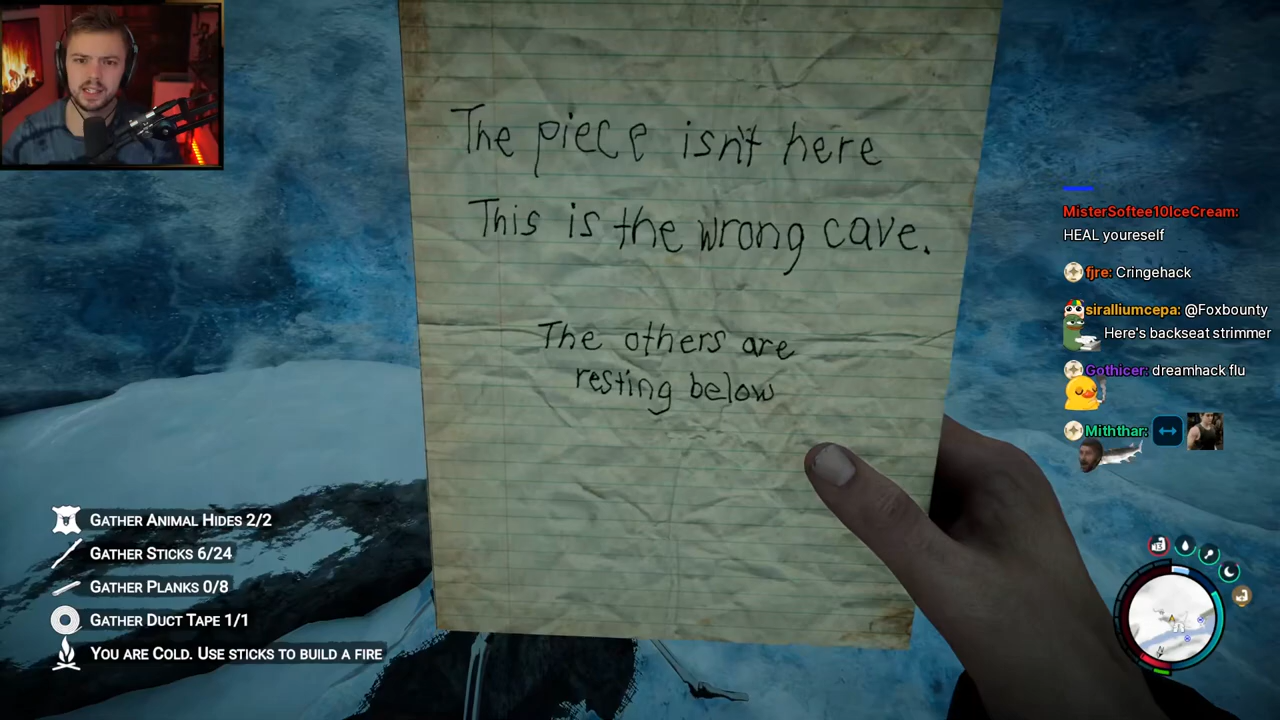 The piece isn't here
This is the wrong cave.
The others are
resting below
MisterSoftee10IceCream:
HEAL youreself
fjre: Cringehack
siralliumcepa: @Foxbounty
Here's backseat strimmer
Gothicer: dreamhack flu
Miththar:
GATHER ANIMAL HIDES 2/2
GATHER STICKS 6/24
GATHER PLANKS 0/8
GATHER DUCT TAPE 1/1
YOU ARE COLD. USE STICKS TO BUILD A FIRE